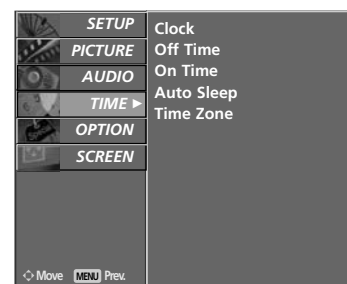 SETUP
PICTURE
AUDIO
TIME ►
OPTION
SCREEN
Clock
Off Time
On Time
Auto Sleep
Time Zone
Move MENU Prev.